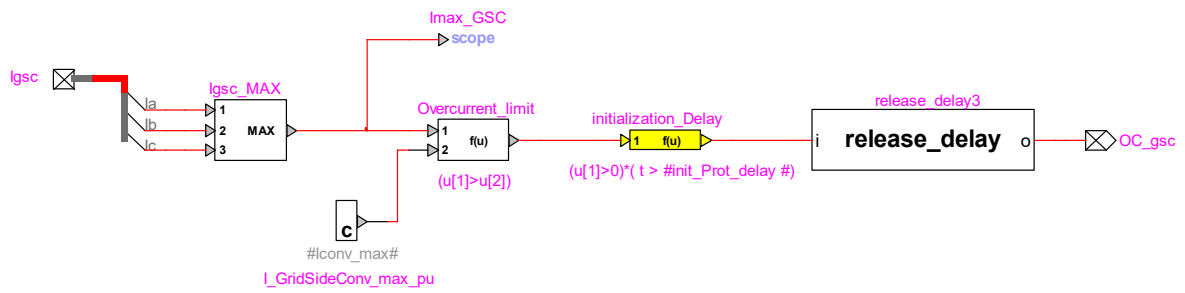 Imax_GSC
scope
Igsc
Igsc_MAX
Ia
Ib
Ic
1
2
3
MAX
Overcurrent_limit
1
2
f(u)
(u[1]>u[2])
initialization_Delay
1
f(u)
(u[1]>0)*( t > #init_Prot_delay #)
release_delay3
i
release_delay
o
OC_gsc
c
#Iconv_max#
I_GridSideConv_max_pu